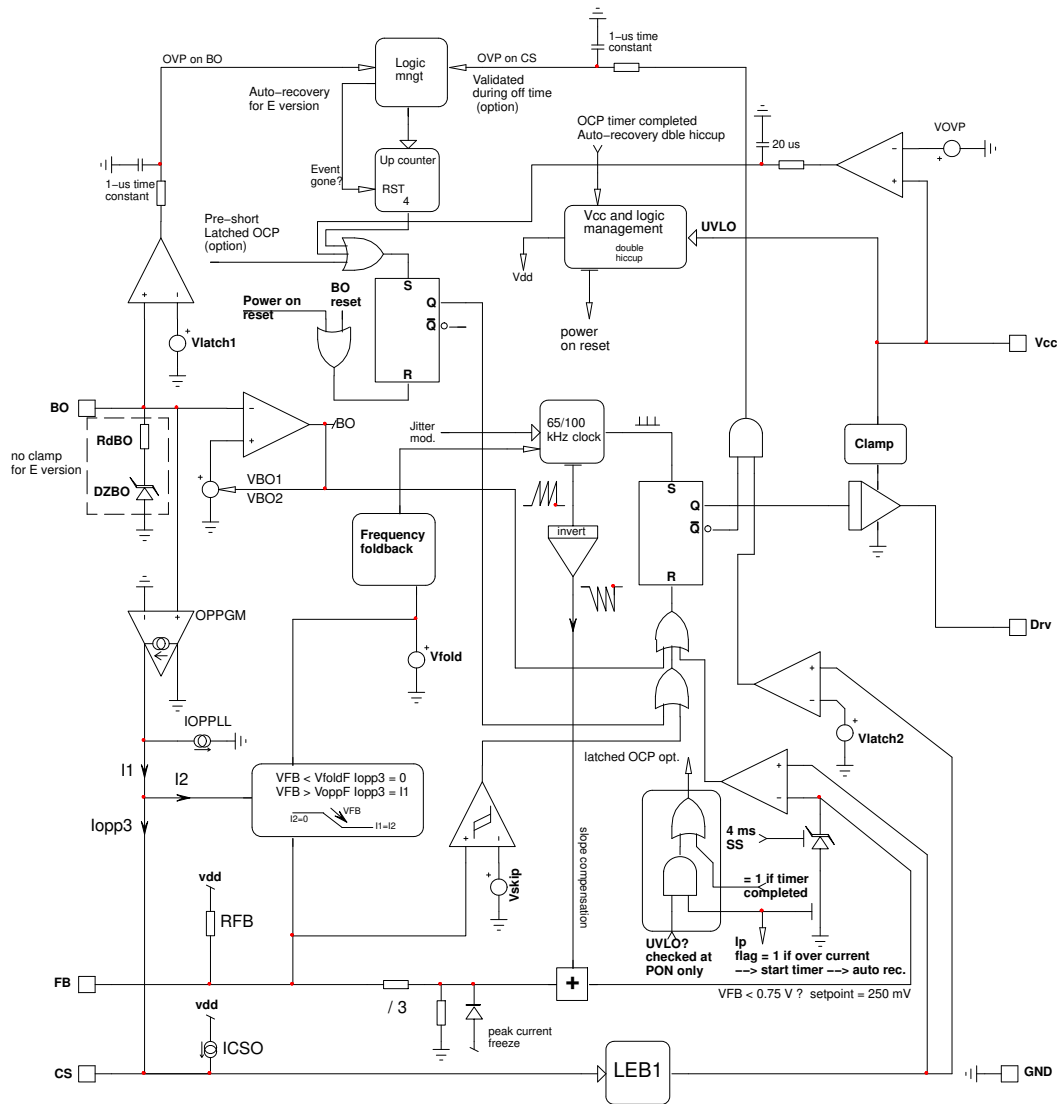 1-us time
constant
OVP on BO
Logic
mngt
OVP on CS
Auto-recovery
for E version
Validated
during off time
(option)
OCP timer completed
Auto-recovery dble hiccup
20 us
VOVP
-
+
+
Up counter
RST
4
Event
gone?
1-us time
constant
Pre-short
Latched OCP
(option)
Vcc and logic
management
double
hiccup
UVLO
Vdd
S
Q
Q
R
Power on
reset
BO
reset
power
on reset
+
-
+
Vlatch1
Vcc
BO
-
+
BO
RdBO
DZBO
no clamp
for E version
+
VBO1
VBO2
Jitter
mod.
65/100
kHz clock
Clamp
S
Q
Q
R
invert
Frequency
foldback
OPPGM
-
+
+
Vfold
Drv
IOPPLL
+
-
+
Vlatch2
I1
I2
Iopp3
VFB < VfoldF Iopp3 = 0
VFB > VoppF Iopp3 = I1
VFB
I2=0
I1=I2
+
-
+
Vskip
slope compensation
latched OCP opt.
+
-
4 ms
SS
= 1 if timer
completed
UVLO?
checked at
PON only
Ip
flag = 1 if over current
--> start timer --> auto rec.
VFB < 0.75 V ? setpoint = 250 mV
vdd
RFB
FB
/ 3
+
peak current
freeze
vdd
ICSO
CS
LEB1
GND